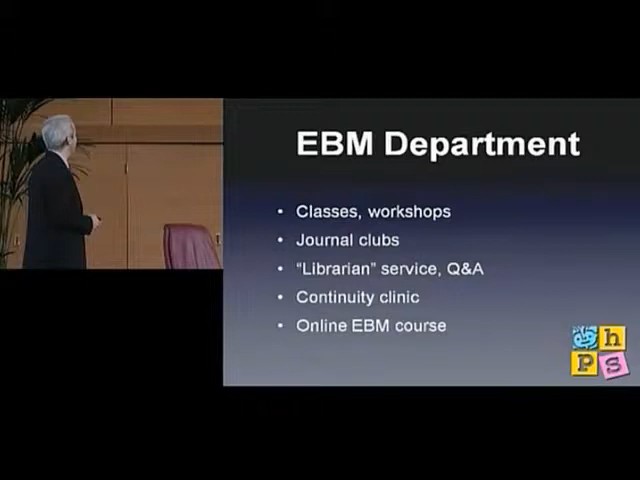 EBM Department
• Classes, workshops
• Journal clubs
• “Librarian” service, Q&A
• Continuity clinic
• Online EBM course
h
P S